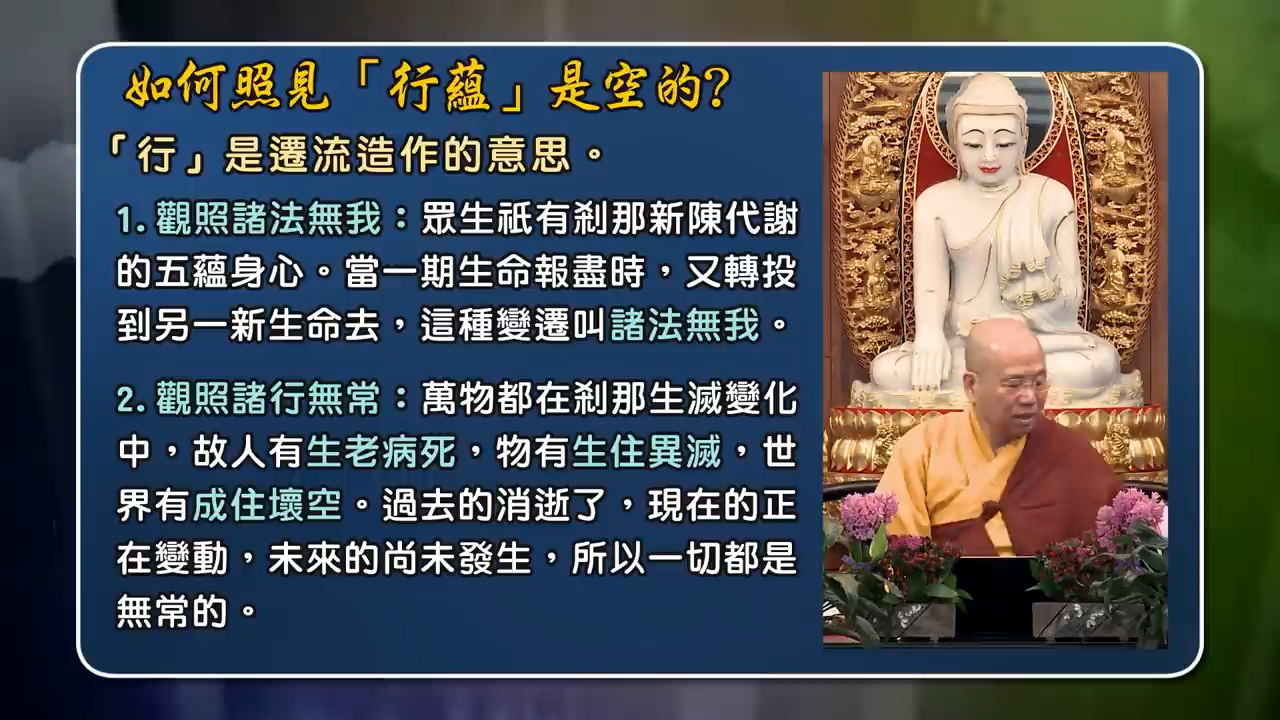 如何照見「行蘊」是空的?
「行」是遷流造作的意思。
1. 觀照諸法無我：眾生祇有剎那新陳代謝
的五蘊身心。當一期生命報盡時，又轉投
到另一新生命去，這種變遷叫諸法無我。
2. 觀照諸行無常：萬物都在剎那生滅變化
中，故人有生老病死，物有生住異滅，世
界有成住壞空。過去的消逝了，現在的正
在變動，未來的尚未發生，所以一切都是
無常的。